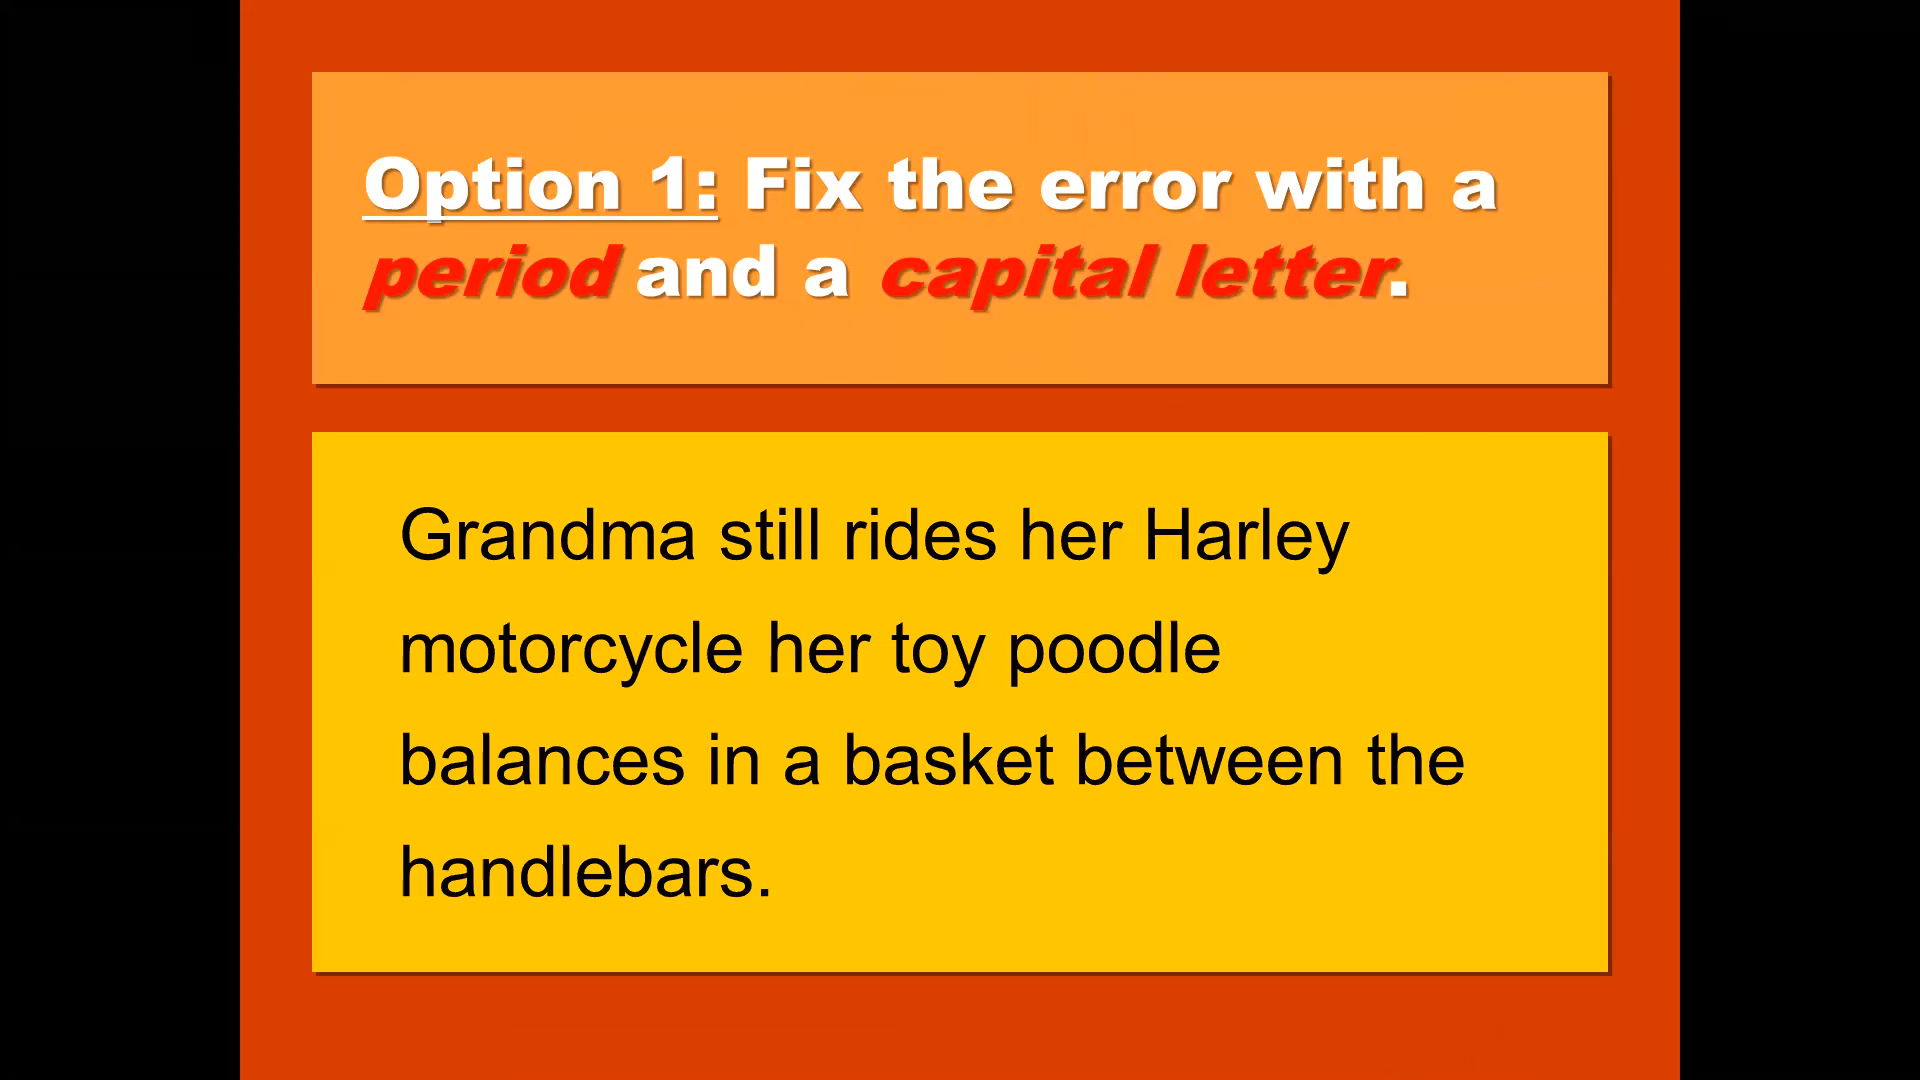 Option 1: Fix the error with a
period and a capital letter.
Grandma still rides her Harley
motorcycle her toy poodle
balances in a basket between the
handlebars.